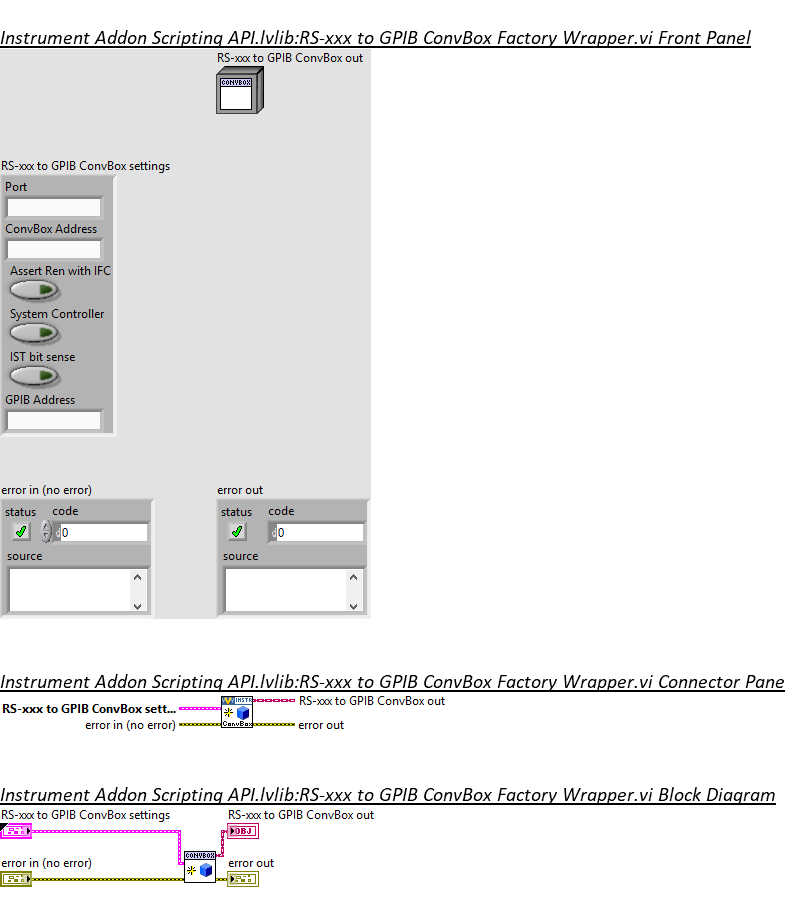 Instrument Addon Scripting API.lvlib:RS-xxx to GPIB ConvBox Factory Wrapper.vi Front Panel
RS-xxx to GPIB ConvBox out
CONVBOX
RS-xxx to GPIB ConvBox settings
Port
ConvBox Address
Assert Ren with IFC
System Controller
IST bit sense
GPIB Address
error in (no error)
error out
status code
d 0
source
status code
d 0
source
Instrument Addon Scripting API.lvlib:RS-xxx to GPIB ConvBox Factory Wrapper.vi Connector Pane
RS-xxx to GPIB ConvBox sett...
INSTR
RS-xxx to GPIB ConvBox out
error in (no error)
ConvBox
error out
Instrument Addon Scripting API.lvlib:RS-xxx to GPIB ConvBox Factory Wrapper.vi Block Diagram
RS-xxx to GPIB ConvBox settings
RS-xxx to GPIB ConvBox out
OBJ
CONVBOX
error in (no error)
error out